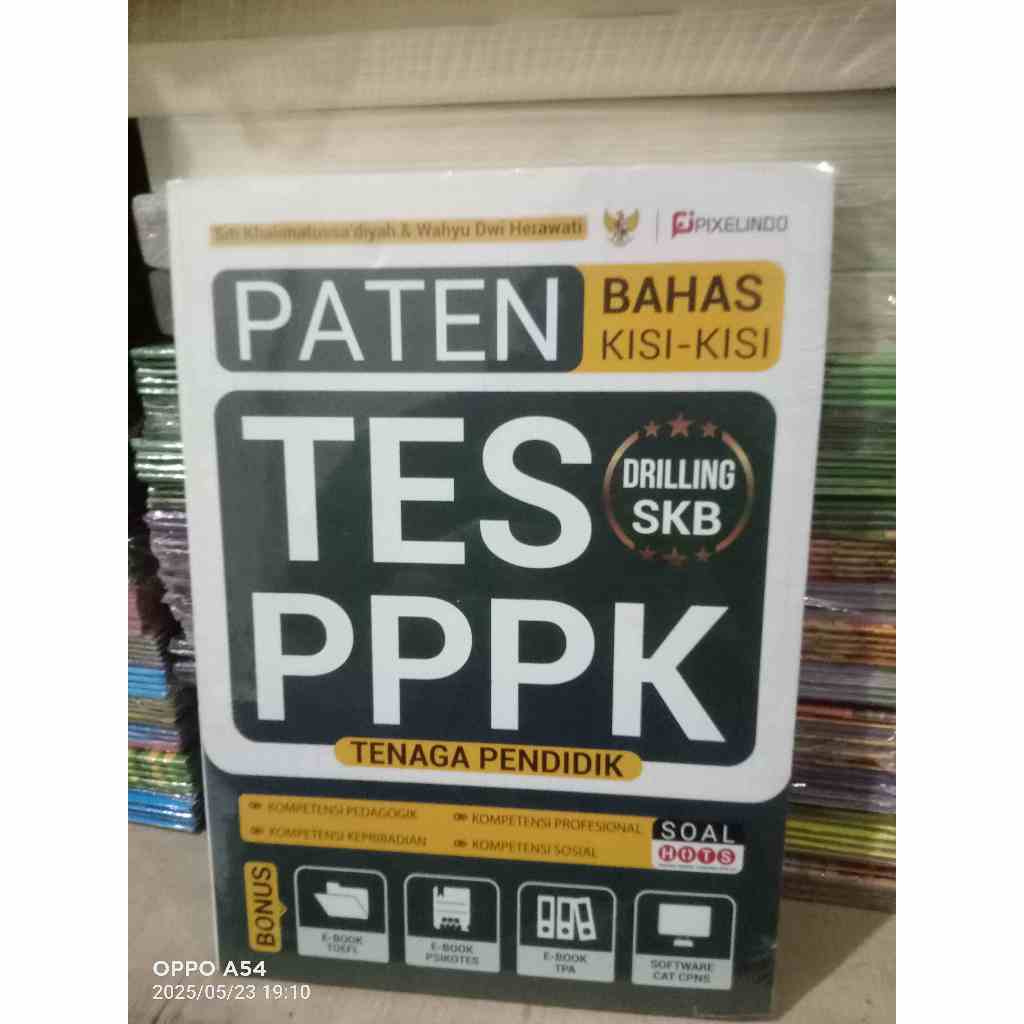 Khalimatussa'diyah & Wahyu Dwi Herawati
PIXELINDO
PATEN
BAHAS
KISI-KISI
TES
PPPK
DRILLING
SKB
TENAGA PENDIDIK
KOMPETENSI PEDAGOGIK
KOMPETENSI PROFESIONAL
KOMPETENSI KEPRIBADIAN
KOMPETENSI SOSIAL
SOAL
HOTS
BONUS
E-BOOK
TOEFL
E-BOOK
PSIKOTES
E-BOOK
TPA
SOFTWARE
CAT CPNS
OPPO A54
2025/05/23 19:10